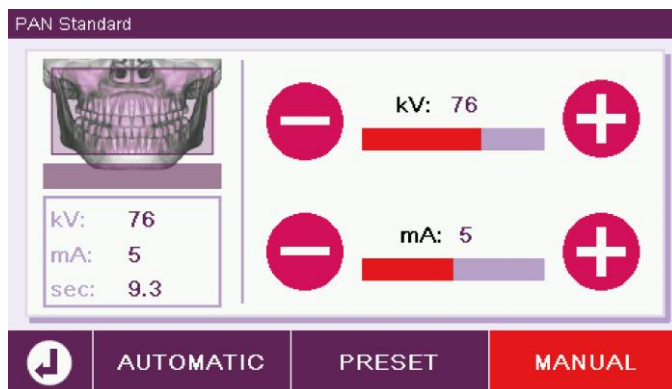 PAN Standard
kV: 76
mA: 5
kV: 76
mA: 5
sec: 9.3
AUTOMATIC
PRESET
MANUAL